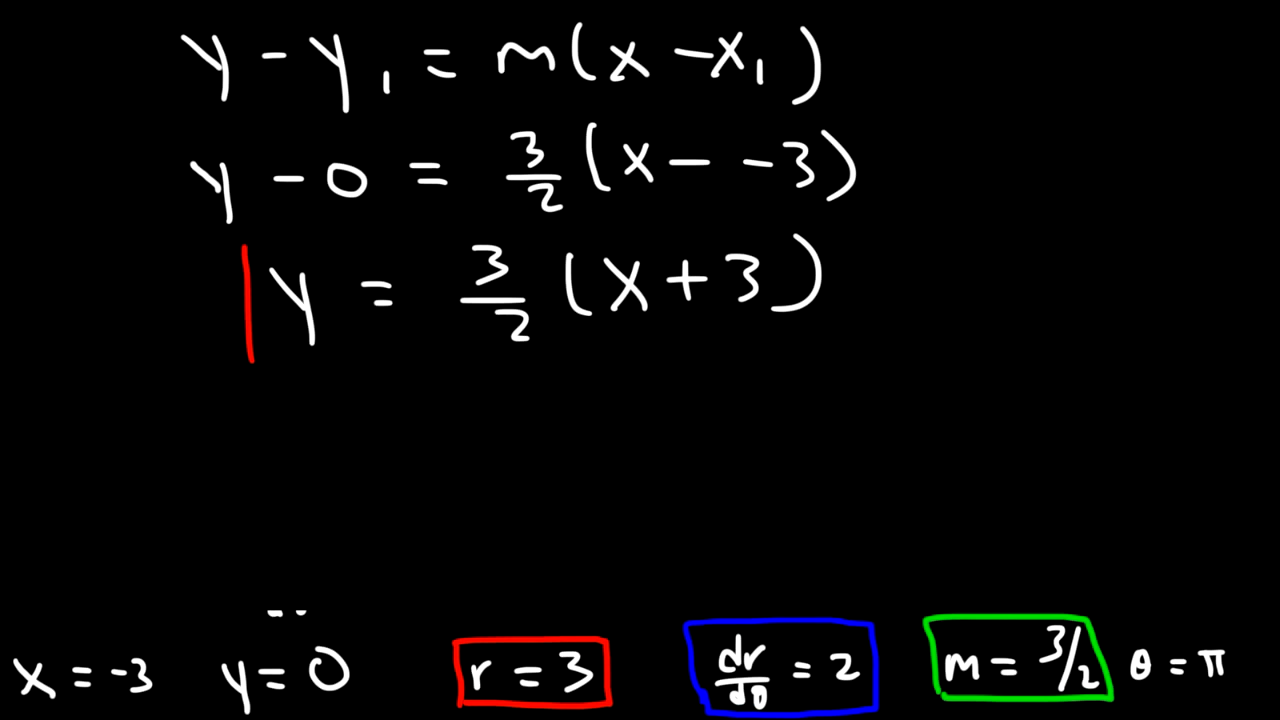 y - y₁ = m(x - x₁)
y - 0 = 3/2 (x - -3)
y = 3/2 (x + 3)
x = -3 y = 0 r = 3 dr/dθ = 2 m = 3/2 θ = π